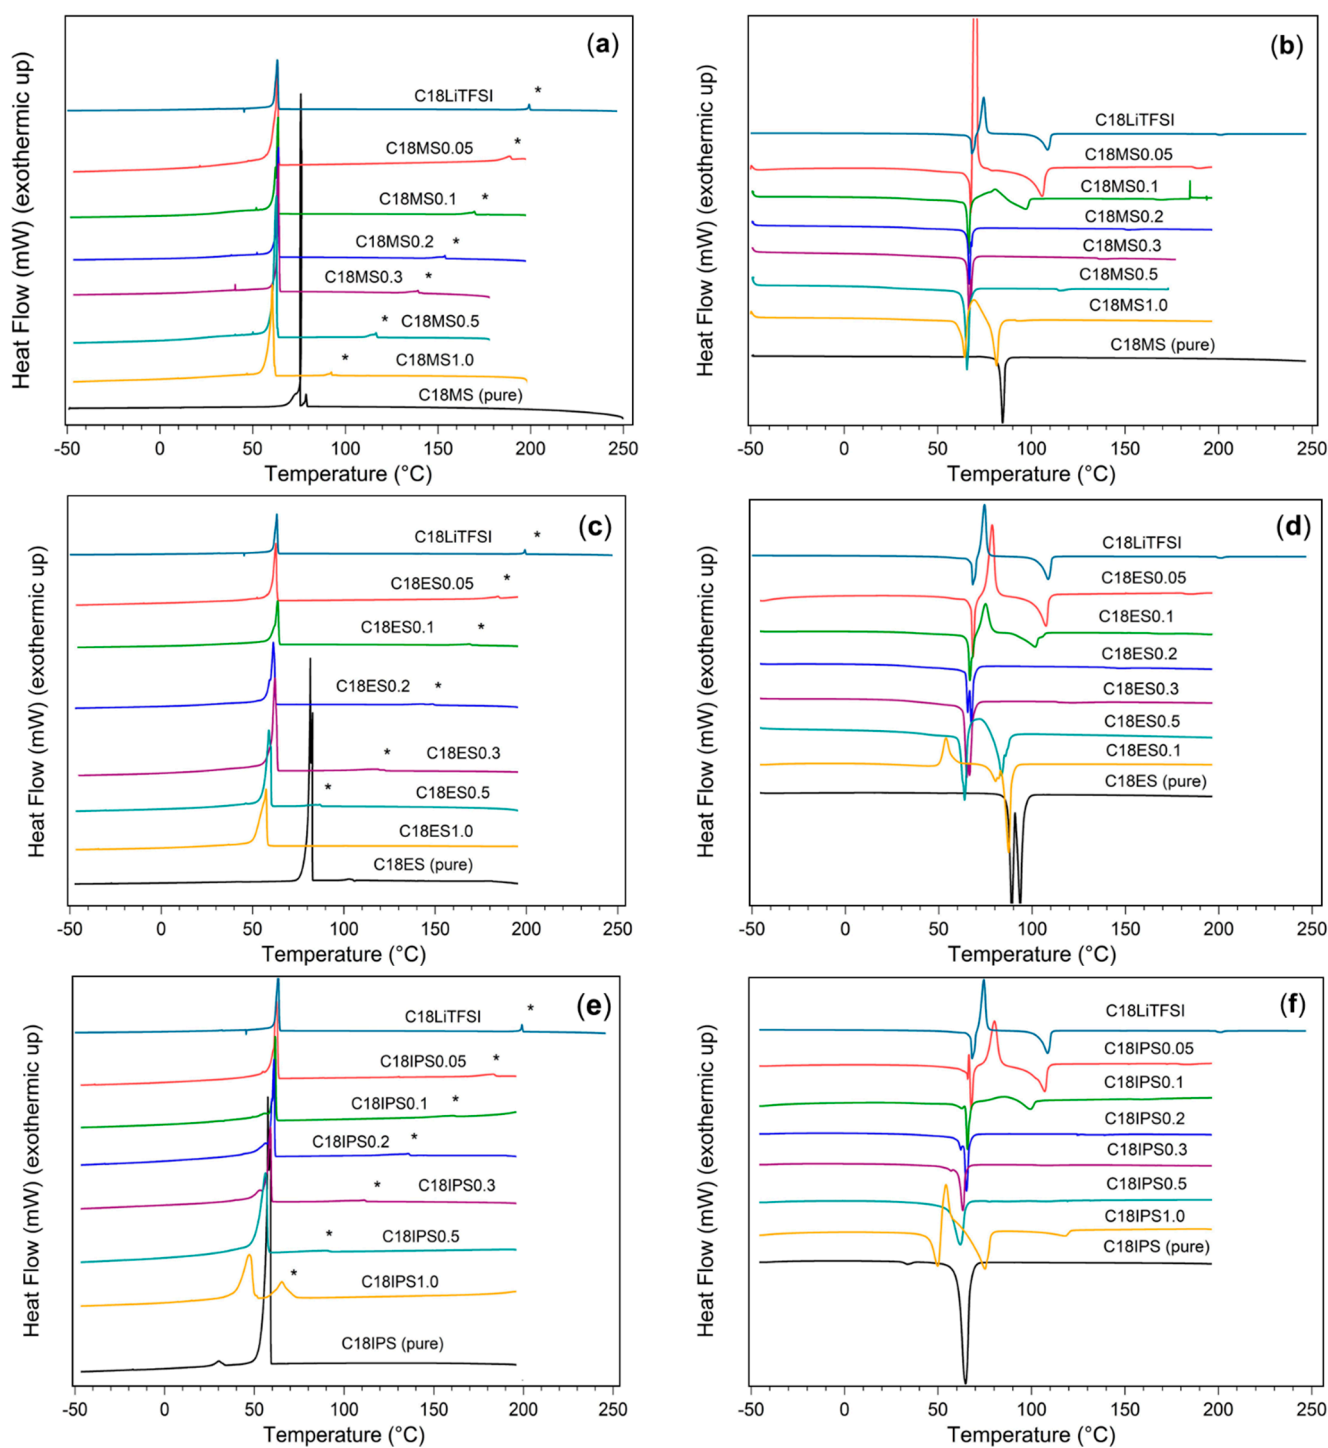 (a)
Heat Flow (mW) (exothermic up)
C18LiTFSI *
C18MS0.05 *
C18MS0.1 *
C18MS0.2 *
C18MS0.3 *
* C18MS0.5
C18MS1.0 *
C18MS (pure)
-50 0 50 100 150 200 250
Temperature (°C)
(b)
Heat Flow (mW) (exothermic up)
C18LiTFSI
C18MS0.05
C18MS0.1
C18MS0.2
C18MS0.3
C18MS0.5
C18MS1.0
C18MS (pure)
-50 0 50 100 150 200 250
Temperature (°C)
(c)
Heat Flow (mW) (exothermic up)
C18LiTFSI *
C18ES0.05 *
C18ES0.1 *
C18ES0.2 *
* C18ES0.3
* C18ES0.5
C18ES1.0
C18ES (pure)
-50 0 50 100 150 200 250
Temperature (°C)
(d)
Heat Flow (mW) (exothermic up)
C18LiTFSI
C18ES0.05
C18ES0.1
C18ES0.2
C18ES0.3
C18ES0.5
C18ES0.1
C18ES (pure)
-50 0 50 100 150 200 250
Temperature (°C)
(e)
Heat Flow (mW) (exothermic up)
C18LiTFSI *
C18IPS0.05 *
C18IPS0.1 *
C18IPS0.2 *
* C18IPS0.3
* C18IPS0.5
* C18IPS1.0
C18IPS (pure)
-50 0 50 100 150 200 250
Temperature (°C)
(f)
Heat Flow (mW) (exothermic up)
C18LiTFSI
C18IPS0.05
C18IPS0.1
C18IPS0.2
C18IPS0.3
C18IPS0.5
C18IPS1.0
C18IPS (pure)
-50 0 50 100 150 200 250
Temperature (°C)